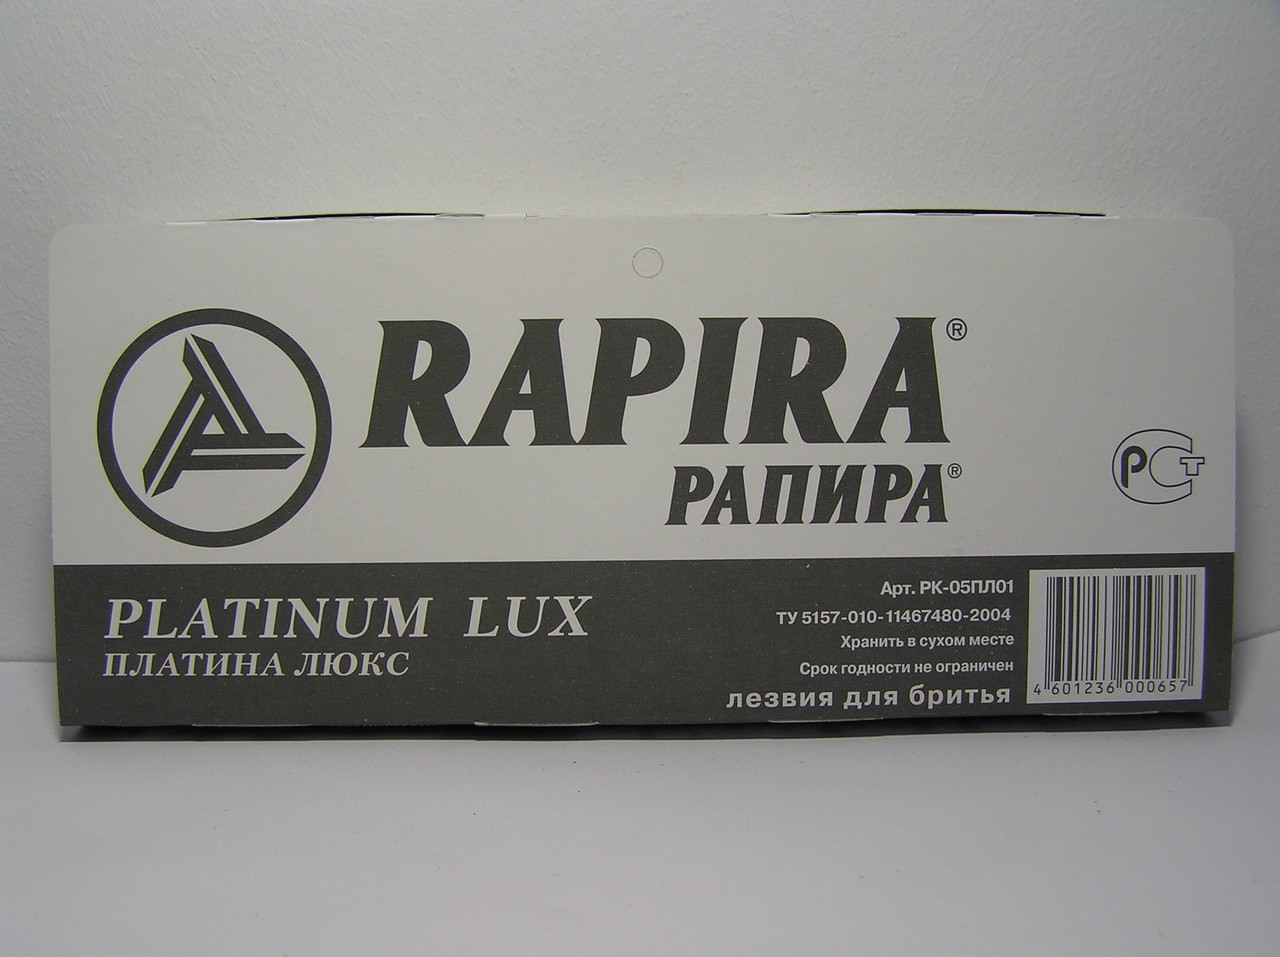 RAPIRA®
РАПИРА®
РСТ
PLATINUM LUX
ПЛАТИНА ЛЮКС
Арт. РК-05ПЛ01
ТУ 5157-010-11467480-2004
Хранить в сухом месте
Срок годности не ограничен
лезвия для бритья
4 601236 000657